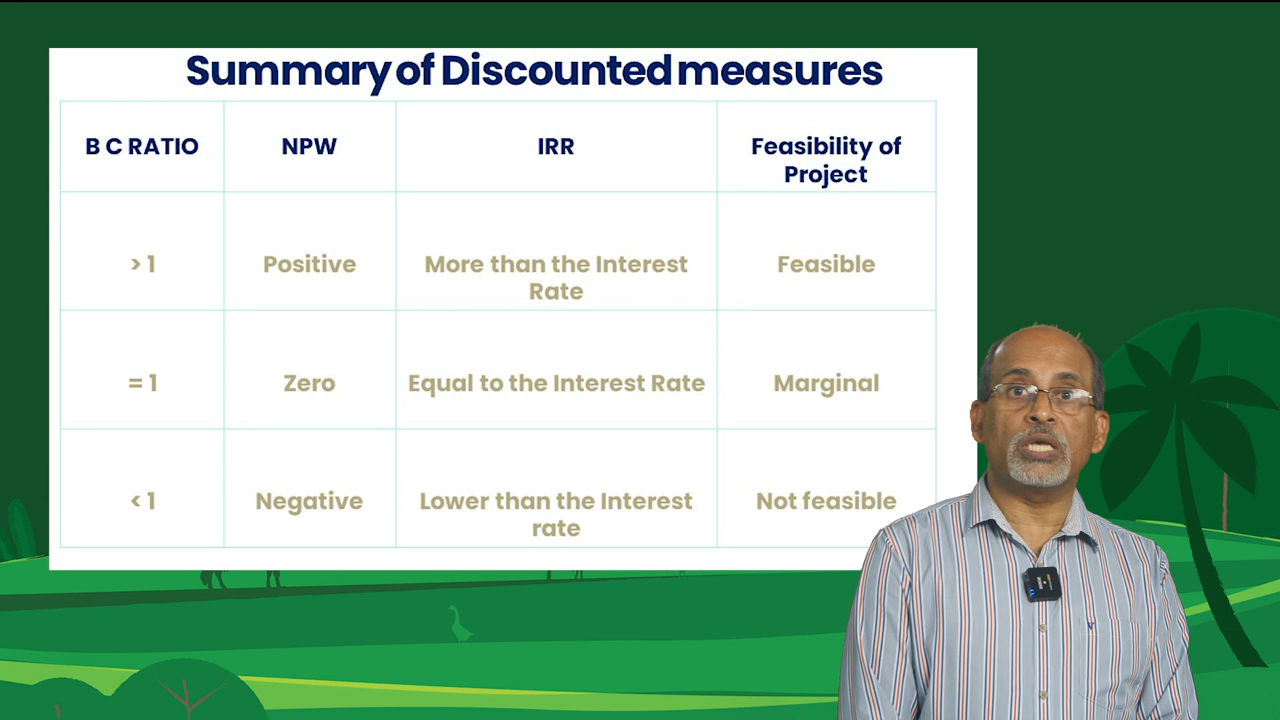 Summary of Discounted measures
B C RATIO NPW IRR Feasibility of
Project
> 1 Positive More than the Interest Feasible
Rate
= 1 Zero Equal to the Interest Rate Marginal
< 1 Negative Lower than the Interest Not feasible
rate